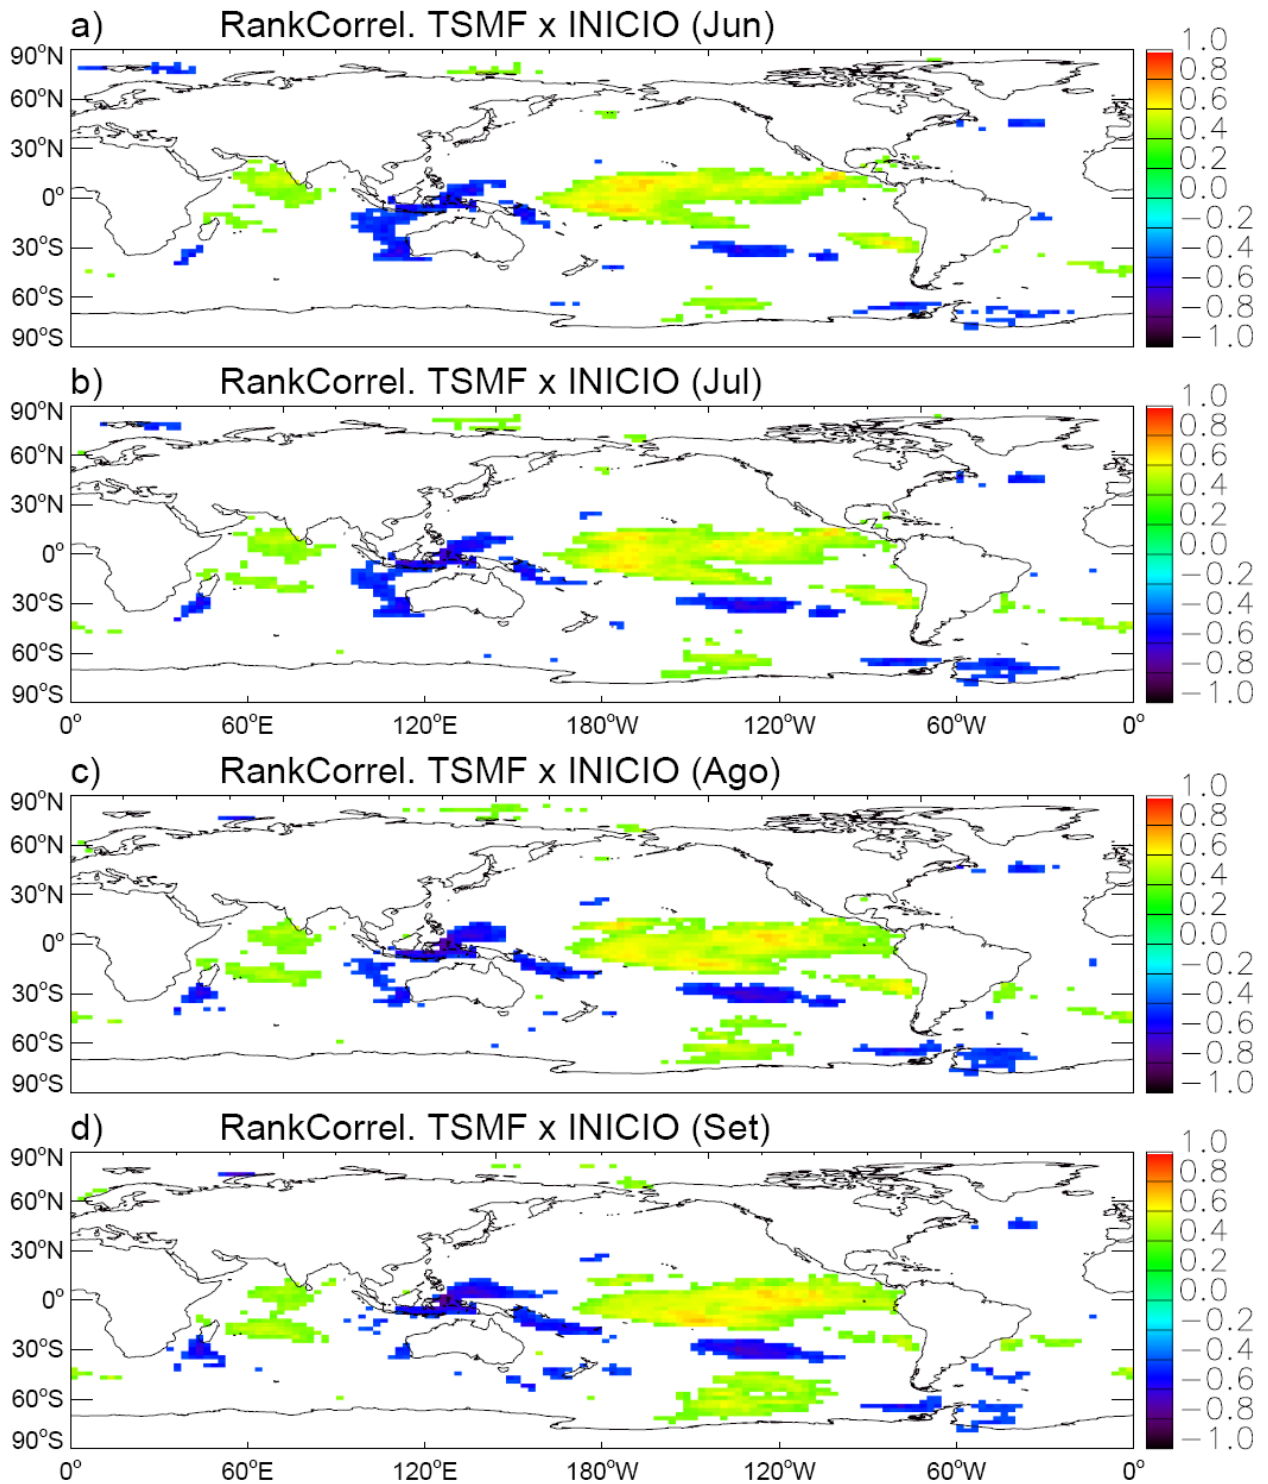 a) RankCorrel. TSMF x INICIO (Jun)
90°N
60°N
30°N
0°
30°S
60°S
90°S
1.0
0.8
0.6
0.4
0.2
0.0
−0.2
−0.4
−0.6
−0.8
−1.0
b) RankCorrel. TSMF x INICIO (Jul)
90°N
60°N
30°N
0°
30°S
60°S
90°S
1.0
0.8
0.6
0.4
0.2
0.0
−0.2
−0.4
−0.6
−0.8
−1.0
0° 60°E 120°E 180°W 120°W 60°W 0°
c) RankCorrel. TSMF x INICIO (Ago)
90°N
60°N
30°N
0°
30°S
60°S
90°S
1.0
0.8
0.6
0.4
0.2
0.0
−0.2
−0.4
−0.6
−0.8
−1.0
d) RankCorrel. TSMF x INICIO (Set)
90°N
60°N
30°N
0°
30°S
60°S
90°S
1.0
0.8
0.6
0.4
0.2
0.0
−0.2
−0.4
−0.6
−0.8
−1.0
0° 60°E 120°E 180°W 120°W 60°W 0°